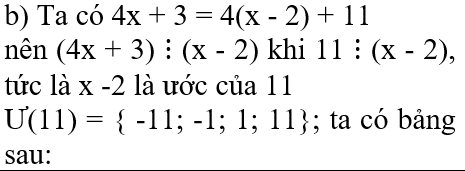 b) Ta có 4x + 3 = 4(x - 2) + 11
nên (4x + 3) ⋮ (x - 2) khi 11 ⋮ (x - 2),
tức là x -2 là ước của 11
Ư(11) = { -11; -1; 1; 11}; ta có bảng
sau: